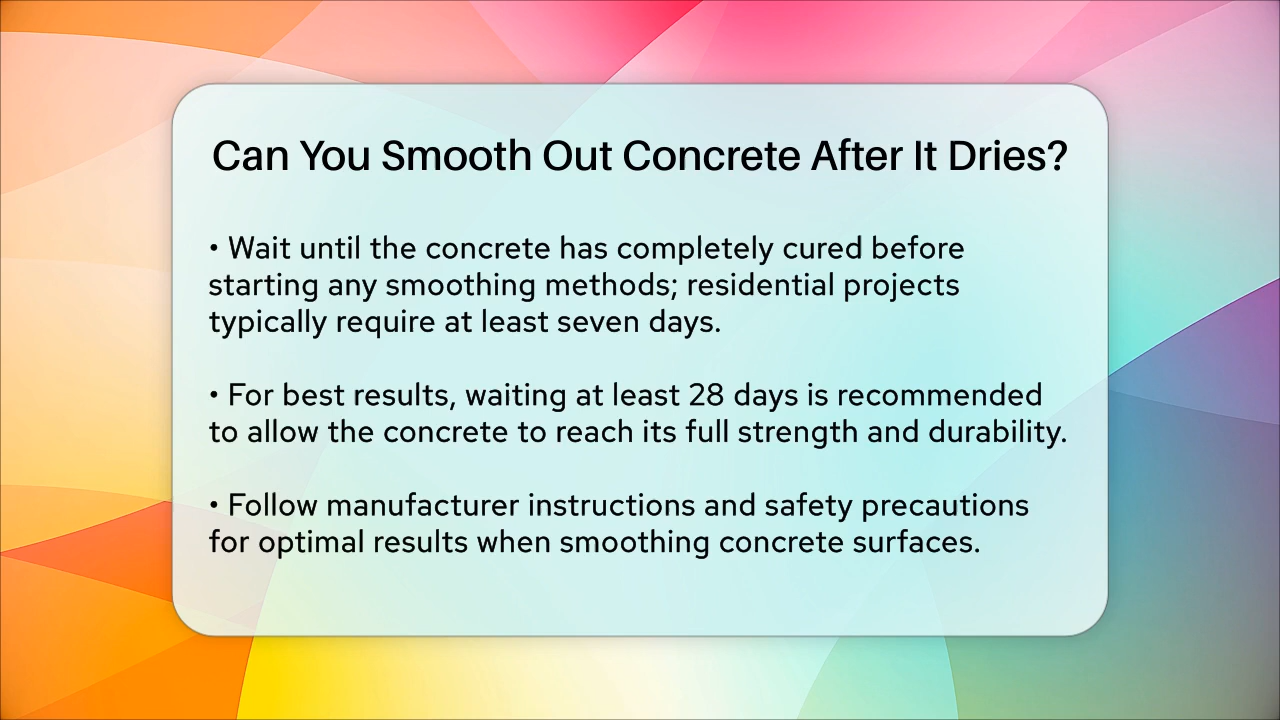 Can You Smooth Out Concrete After It Dries?
• Wait until the concrete has completely cured before
starting any smoothing methods; residential projects
typically require at least seven days.
• For best results, waiting at least 28 days is recommended
to allow the concrete to reach its full strength and durability.
• Follow manufacturer instructions and safety precautions
for optimal results when smoothing concrete surfaces.